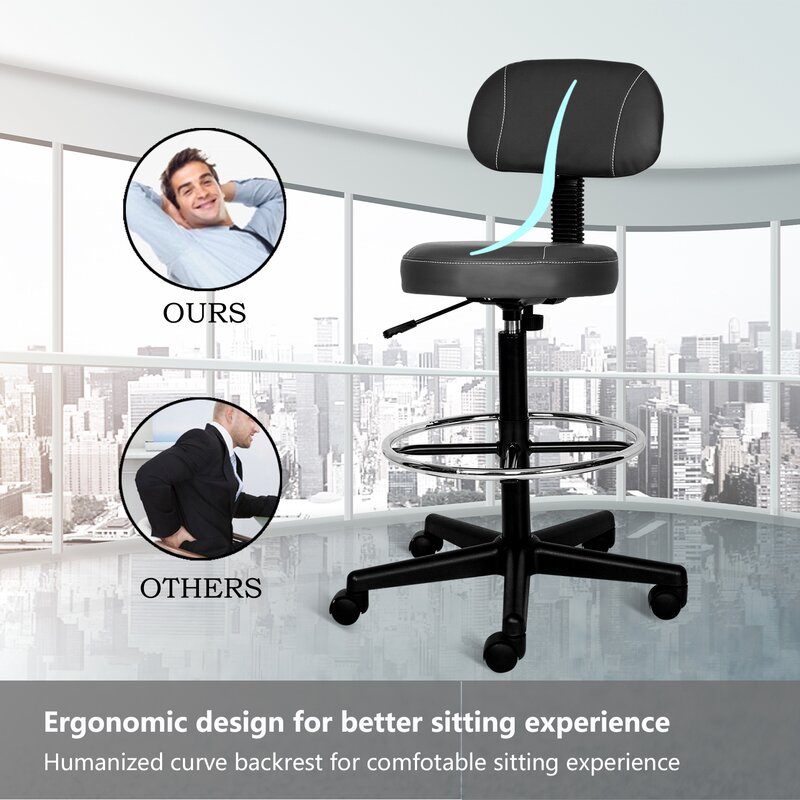 OURS
OTHERS
Ergonomic design for better sitting experience
Humanized curve backrest for comfotable sitting experience